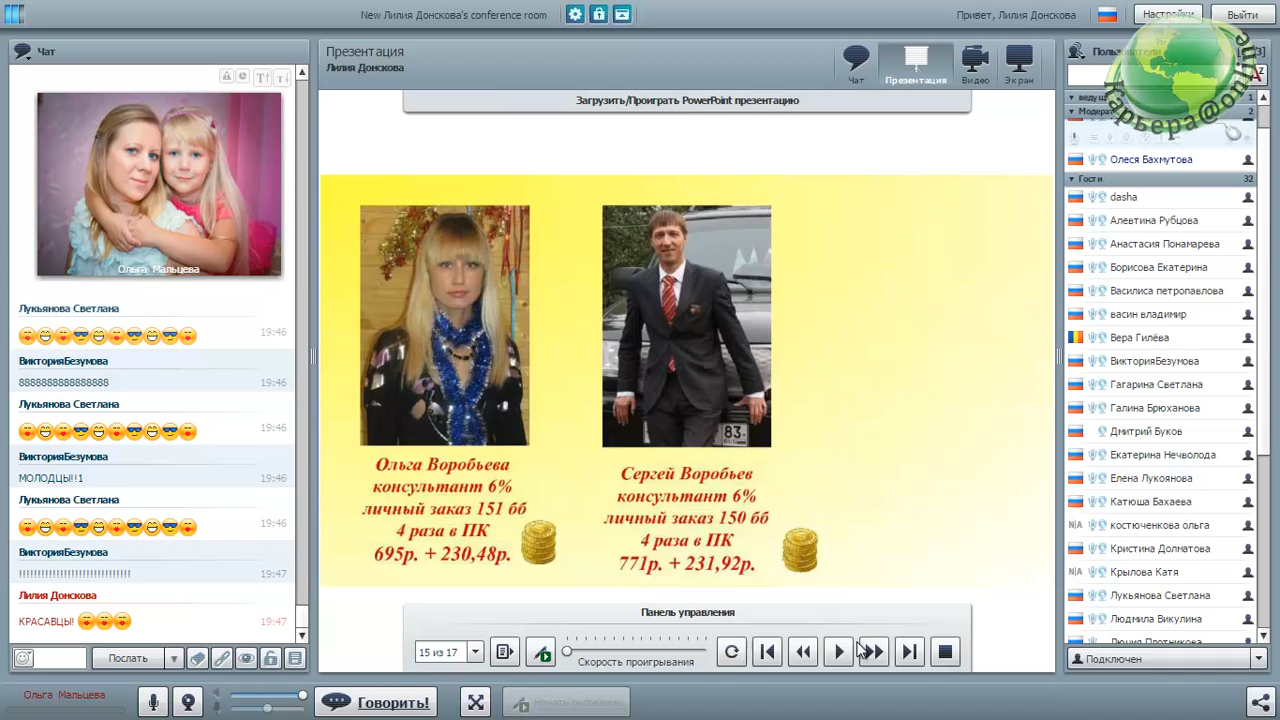 New Лилия Донскова's conference room
Привет, Лилия Донскова
Настройки
Выйти
Карьера@online
Чат
Ольга Мальцева
Лукьянова Светлана
19:46
ВикторияБезумова
8888888888888888
19:46
Лукьянова Светлана
19:46
ВикторияБезумова
МОЛОДЦЫ!!1
19:46
Лукьянова Светлана
19:46
ВикторияБезумова
!!!!!!!!!!!!!!!!!!!!!!!!!!!!
19:47
Лилия Донскова
КРАСАВЦЫ!
19:47
Послать
Презентация
Лилия Донскова
Чат
Презентация
Видео
Экран
Загрузить/Проиграть PowerPoint презентацию
83
RUS
Ольга Воробьева
консультант 6%
личный заказ 151 бб
4 раза в ПК
695р. + 230,48р.
Сергей Воробьев
консультант 6%
личный заказ 150 бб
4 раза в ПК
771р. + 231,92р.
Панель управления
15 из 17
Скорость проигрывания
1
2
Олеся Бахмутова
Гости
32
dasha
Алевтина Рубцова
Анастасия Понамарева
Борисова Екатерина
Василиса петропавлова
васин владимир
Вера Гилёва
ВикторияБезумова
Гагарина Светлана
Галина Брюханова
Дмитрий Буков
Екатерина Нечволода
Елена Лукоянова
Катюша Бахаева
N/A костюченкова ольга
Кристина Долматова
N/A Крылова Катя
Лукьянова Светлана
Людмила Викулина
Подключен
Ольга Мальцева
Говорить!